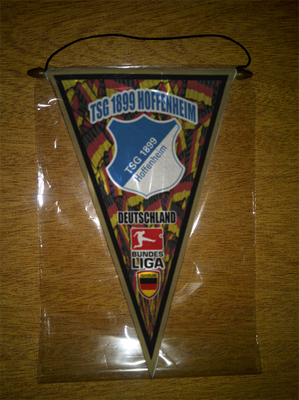 TSG 1899 HOFFENHEIM
TSG 1899
Hoffenheim
DEUTSCHLAND
BUNDES
LIGA